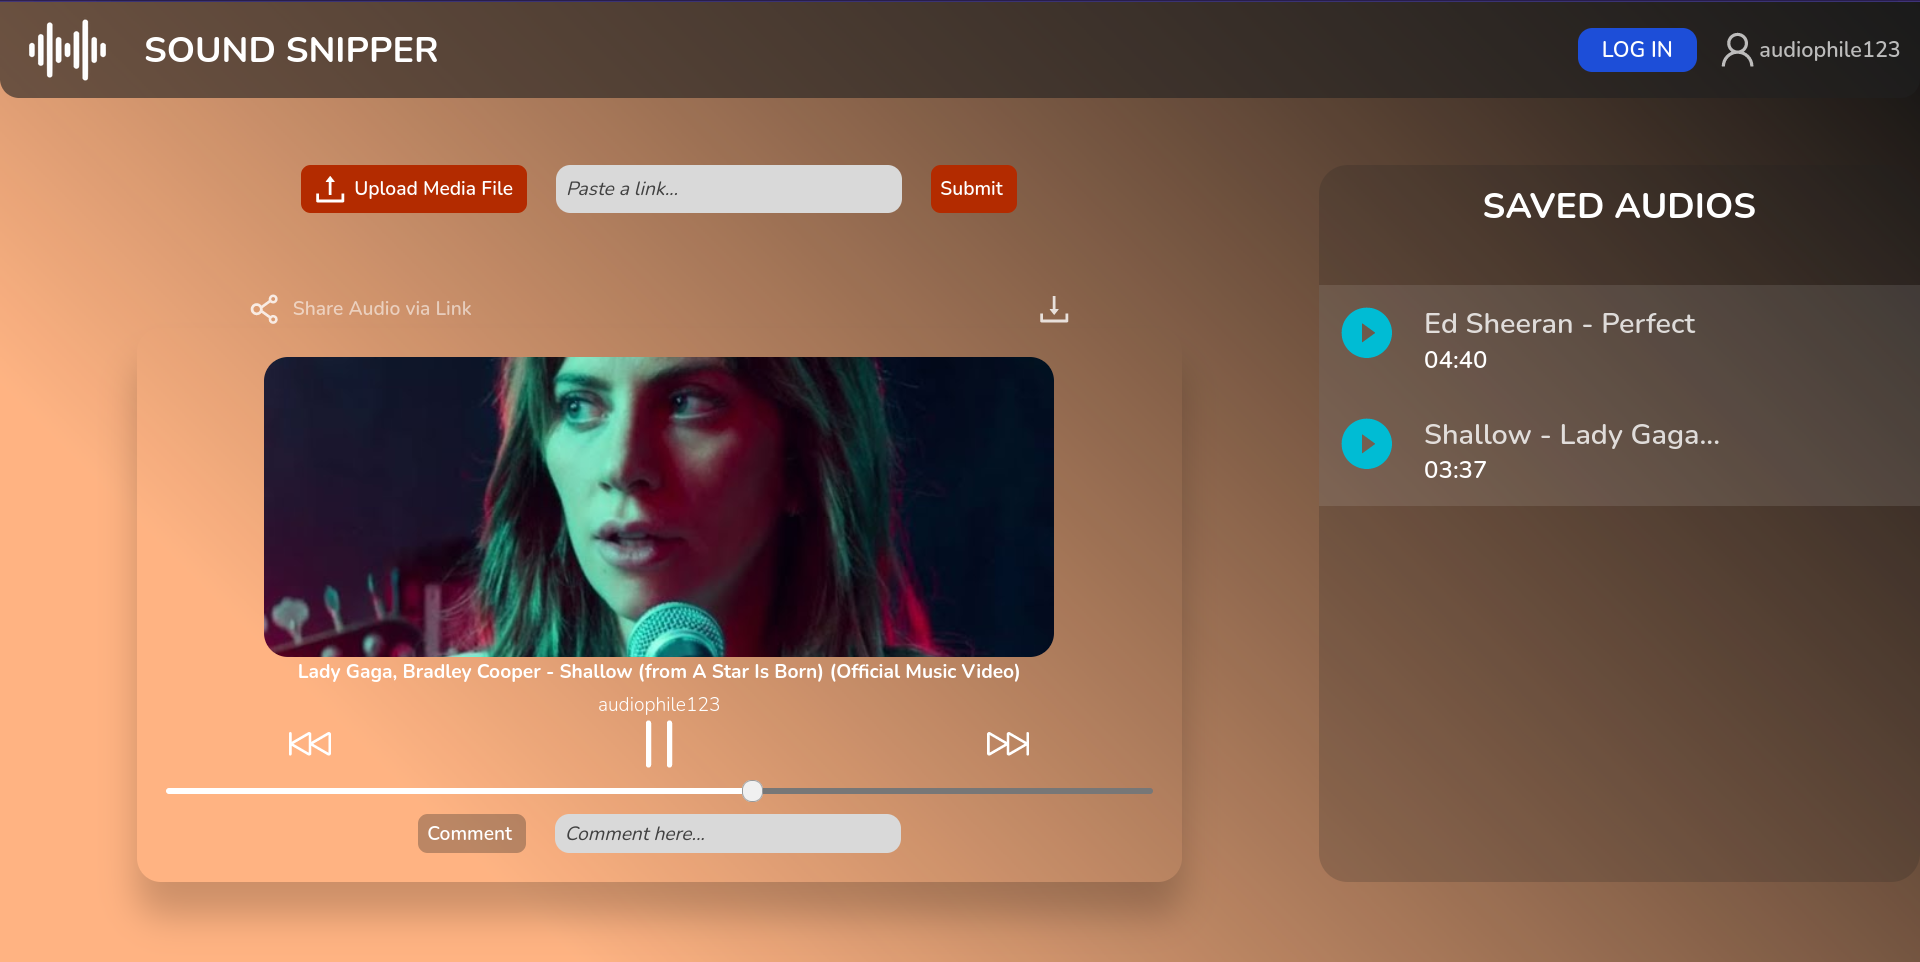 SOUND SNIPPER
LOG IN
audiophile123
Upload Media File
Paste a link...
Submit
Share Audio via Link
Lady Gaga, Bradley Cooper - Shallow (from A Star Is Born) (Official Music Video)
audiophile123
Comment
Comment here...
SAVED AUDIOS
Ed Sheeran - Perfect
04:40
Shallow - Lady Gaga...
03:37